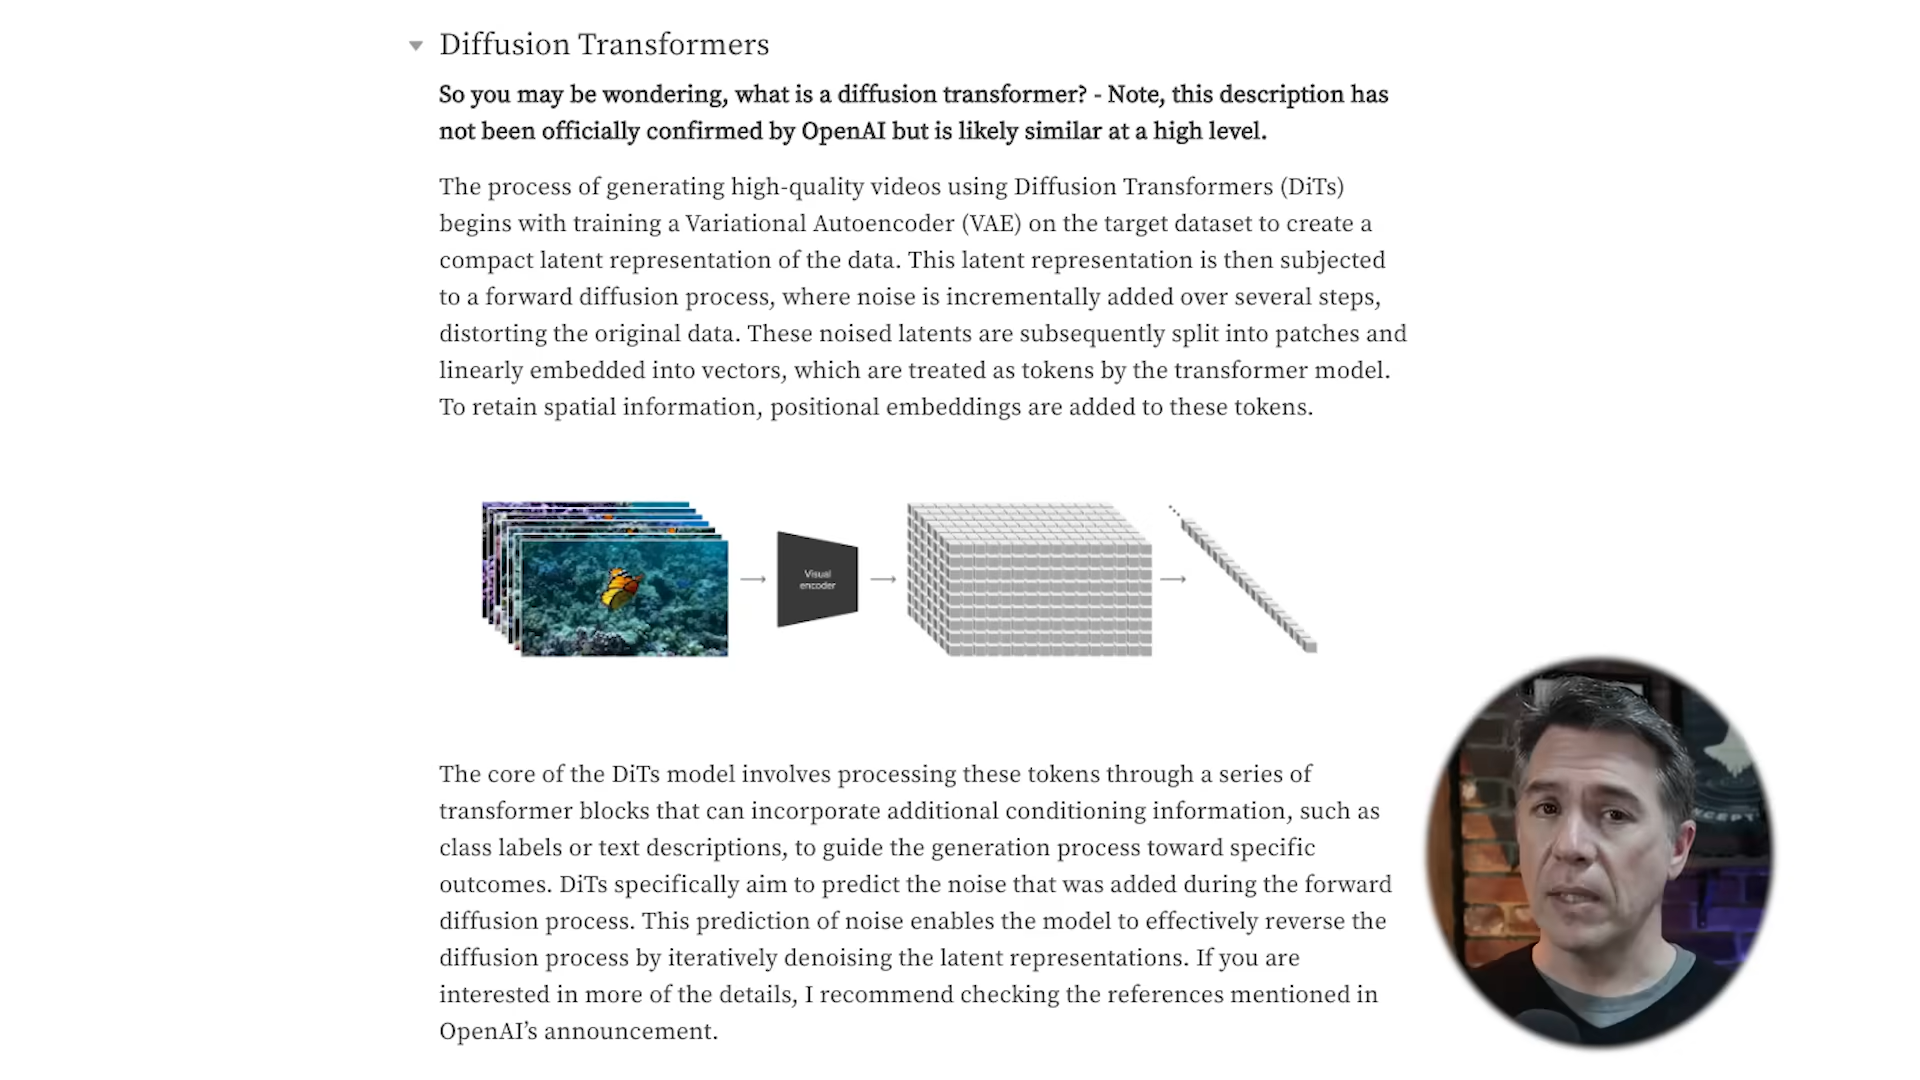 Diffusion Transformers
So you may be wondering, what is a diffusion transformer? - Note, this description has
not been officially confirmed by OpenAI but is likely similar at a high level.
The process of generating high-quality videos using Diffusion Transformers (DiTs)
begins with training a Variational Autoencoder (VAE) on the target dataset to create a
compact latent representation of the data. This latent representation is then subjected
to a forward diffusion process, where noise is incrementally added over several steps,
distorting the original data. These noised latents are subsequently split into patches and
linearly embedded into vectors, which are treated as tokens by the transformer model.
To retain spatial information, positional embeddings are added to these tokens.
Visual
encoder
The core of the DiTs model involves processing these tokens through a series of
transformer blocks that can incorporate additional conditioning information, such as
class labels or text descriptions, to guide the generation process toward specific
outcomes. DiTs specifically aim to predict the noise that was added during the forward
diffusion process. This prediction of noise enables the model to effectively reverse the
diffusion process by iteratively denoising the latent representations. If you are
interested in more of the details, I recommend checking the references mentioned in
OpenAI’s announcement.